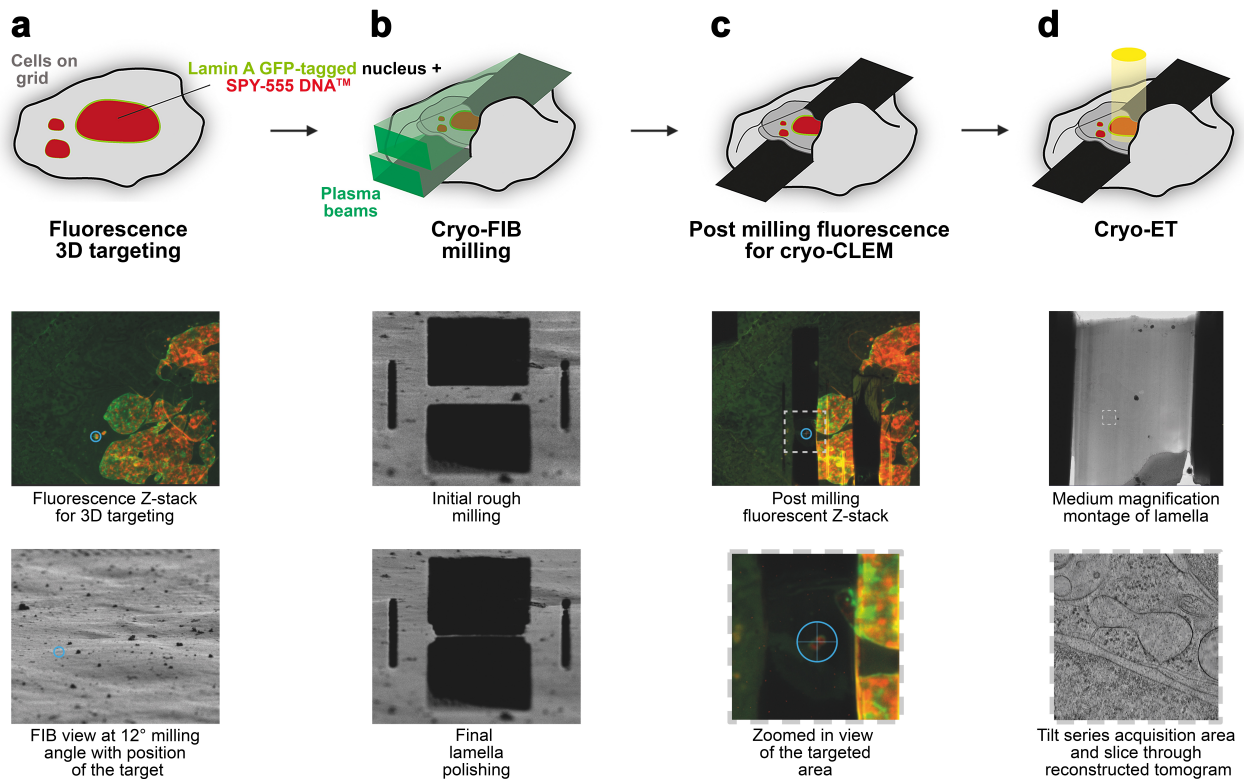 a
b
c
d
Cells on
grid
Lamin A GFP-tagged nucleus +
SPY-555 DNA™
Plasma
beams
Fluorescence
3D targeting
Cryo-FIB
milling
Post milling fluorescence
for cryo-CLEM
Cryo-ET
Fluorescence Z-stack
for 3D targeting
Initial rough
milling
Post milling
fluorescent Z-stack
Medium magnification
montage of lamella
FIB view at 12° milling
angle with position
of the target
Final
lamella
polishing
Zoomed in view
of the targeted
area
Tilt series acquisition area
and slice through
reconstructed tomogram